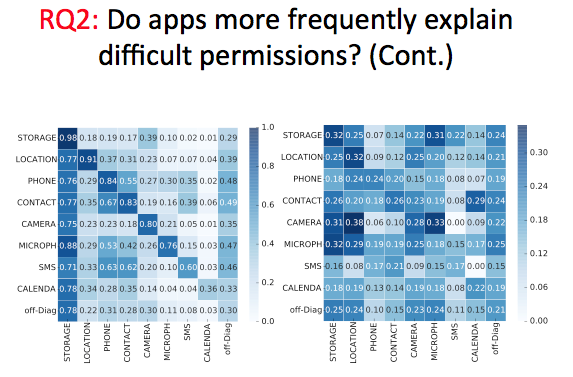 RQ2: Do apps more frequently explain
difficult permissions? (Cont.)
STORAGE 0.98 0.18 0.19 0.17 0.39 0.10 0.02 0.01 0.29
LOCATION 0.77 0.91 0.37 0.31 0.23 0.07 0.07 0.04 0.39
PHONE 0.76 0.29 0.84 0.55 0.27 0.30 0.35 0.02 0.48
CONTACT 0.77 0.35 0.67 0.83 0.19 0.16 0.39 0.06 0.49
CAMERA 0.75 0.23 0.23 0.18 0.80 0.21 0.05 0.01 0.35
MICROPH 0.88 0.29 0.53 0.42 0.26 0.76 0.15 0.03 0.47
SMS 0.71 0.33 0.63 0.62 0.20 0.10 0.60 0.03 0.46
CALENDA 0.78 0.34 0.28 0.35 0.14 0.04 0.04 0.36 0.33
off-Diag 0.78 0.22 0.31 0.28 0.30 0.11 0.08 0.03 0.30
STORAGE
LOCATION
PHONE
CONTACT
CAMERA
MICROPH
SMS
CALENDA
off-Diag
1.0
0.8
0.6
0.4
0.2
0.0
STORAGE 0.32 0.25 0.07 0.14 0.22 0.31 0.22 0.14 0.24
LOCATION 0.25 0.32 0.09 0.12 0.25 0.20 0.12 0.14 0.21
PHONE 0.18 0.24 0.24 0.20 0.15 0.18 0.08 0.07 0.19
CONTACT 0.26 0.20 0.18 0.26 0.23 0.19 0.08 0.29 0.24
CAMERA 0.31 0.38 0.06 0.10 0.28 0.33 0.00 0.09 0.22
MICROPH 0.32 0.29 0.19 0.19 0.25 0.18 0.15 0.17 0.25
SMS 0.16 0.08 0.17 0.21 0.09 0.15 0.17 0.00 0.15
CALENDA 0.18 0.19 0.13 0.14 0.19 0.18 0.08 0.22 0.19
off-Diag 0.25 0.24 0.10 0.15 0.23 0.24 0.11 0.15 0.21
STORAGE
LOCATION
PHONE
CONTACT
CAMERA
MICROPH
SMS
CALENDA
off-Diag
0.30
0.24
0.18
0.12
0.06
0.00